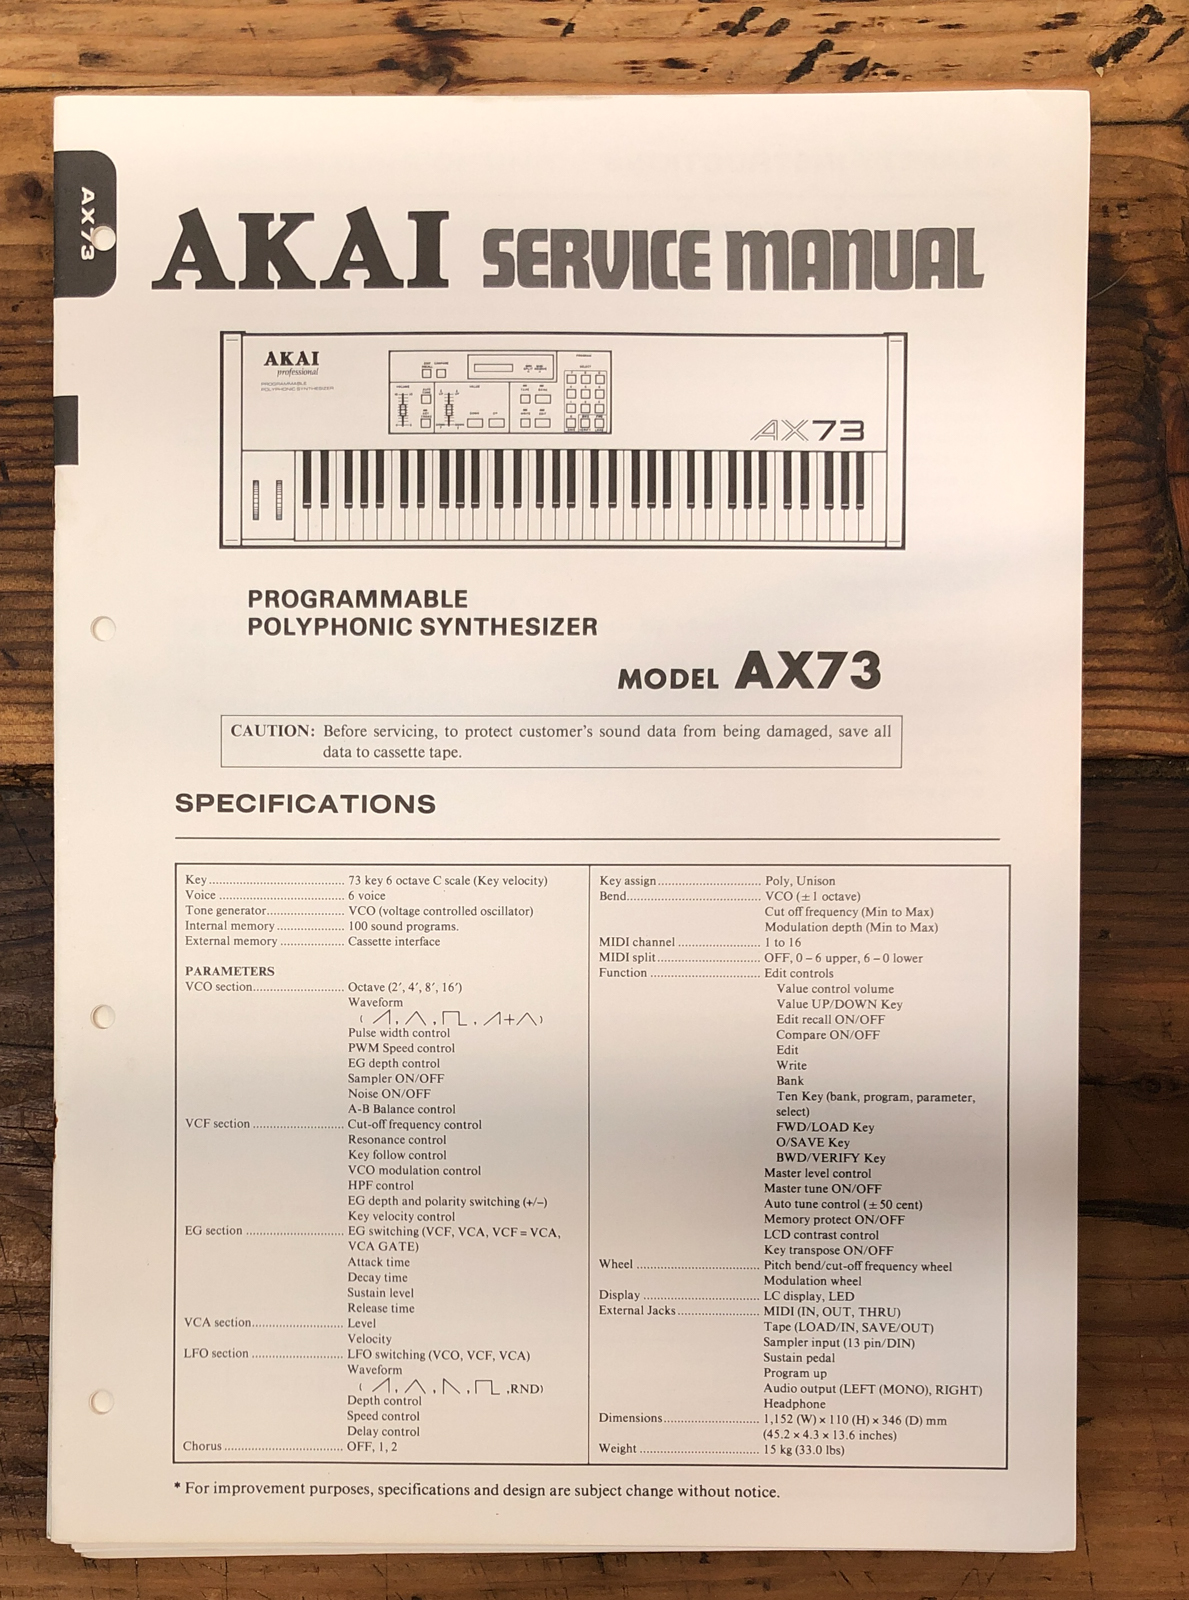 AX73
AKAI SERVICE MANUAL
AKAI
professional
PROGRAMMABLE
POLYPHONIC SYNTHESIZER
AX73
PROGRAMMABLE
POLYPHONIC SYNTHESIZER
MODEL AX73
CAUTION: Before servicing, to protect customer's sound data from being damaged, save all
data to cassette tape.
SPECIFICATIONS
Key........ 73 key 6 octave C scale (Key velocity)
Voice ........ 6 voice
Tone generator........ VCO (voltage controlled oscillator)
Internal memory ........ 100 sound programs.
External memory ........ Cassette interface
PARAMETERS
VCO section........ Octave (2′, 4′, 8′, 16′)
Waveform
( , , , + )
Pulse width control
PWM Speed control
EG depth control
Sampler ON/OFF
Noise ON/OFF
A-B Balance control
VCF section ........ Cut-off frequency control
Resonance control
Key follow control
VCO modulation control
HPF control
EG depth and polarity switching (+/−)
Key velocity control
EG section ........ EG switching (VCF, VCA, VCF = VCA,
VCA GATE)
Attack time
Decay time
Sustain level
Release time
VCA section........ Level
Velocity
LFO section ........ LFO switching (VCO, VCF, VCA)
Waveform
( , , , ,RND)
Depth control
Speed control
Delay control
Chorus ........ OFF, 1, 2
Key assign........ Poly, Unison
Bend........ VCO (± 1 octave)
Cut off frequency (Min to Max)
Modulation depth (Min to Max)
MIDI channel ........ 1 to 16
MIDI split........ OFF, 0 – 6 upper, 6 – 0 lower
Function ........ Edit controls
Value control volume
Value UP/DOWN Key
Edit recall ON/OFF
Compare ON/OFF
Edit
Write
Bank
Ten Key (bank, program, parameter,
select)
FWD/LOAD Key
O/SAVE Key
BWD/VERIFY Key
Master level control
Master tune ON/OFF
Auto tune control (± 50 cent)
Memory protect ON/OFF
LCD contrast control
Key transpose ON/OFF
Wheel ........ Pitch bend/cut-off frequency wheel
Modulation wheel
Display ........ LC display, LED
External Jacks........ MIDI (IN, OUT, THRU)
Tape (LOAD/IN, SAVE/OUT)
Sampler input (13 pin/DIN)
Sustain pedal
Program up
Audio output (LEFT (MONO), RIGHT)
Headphone
Dimensions........ 1,152 (W) × 110 (H) × 346 (D) mm
(45.2 × 4.3 × 13.6 inches)
Weight ........ 15 kg (33.0 lbs)
* For improvement purposes, specifications and design are subject change without notice.